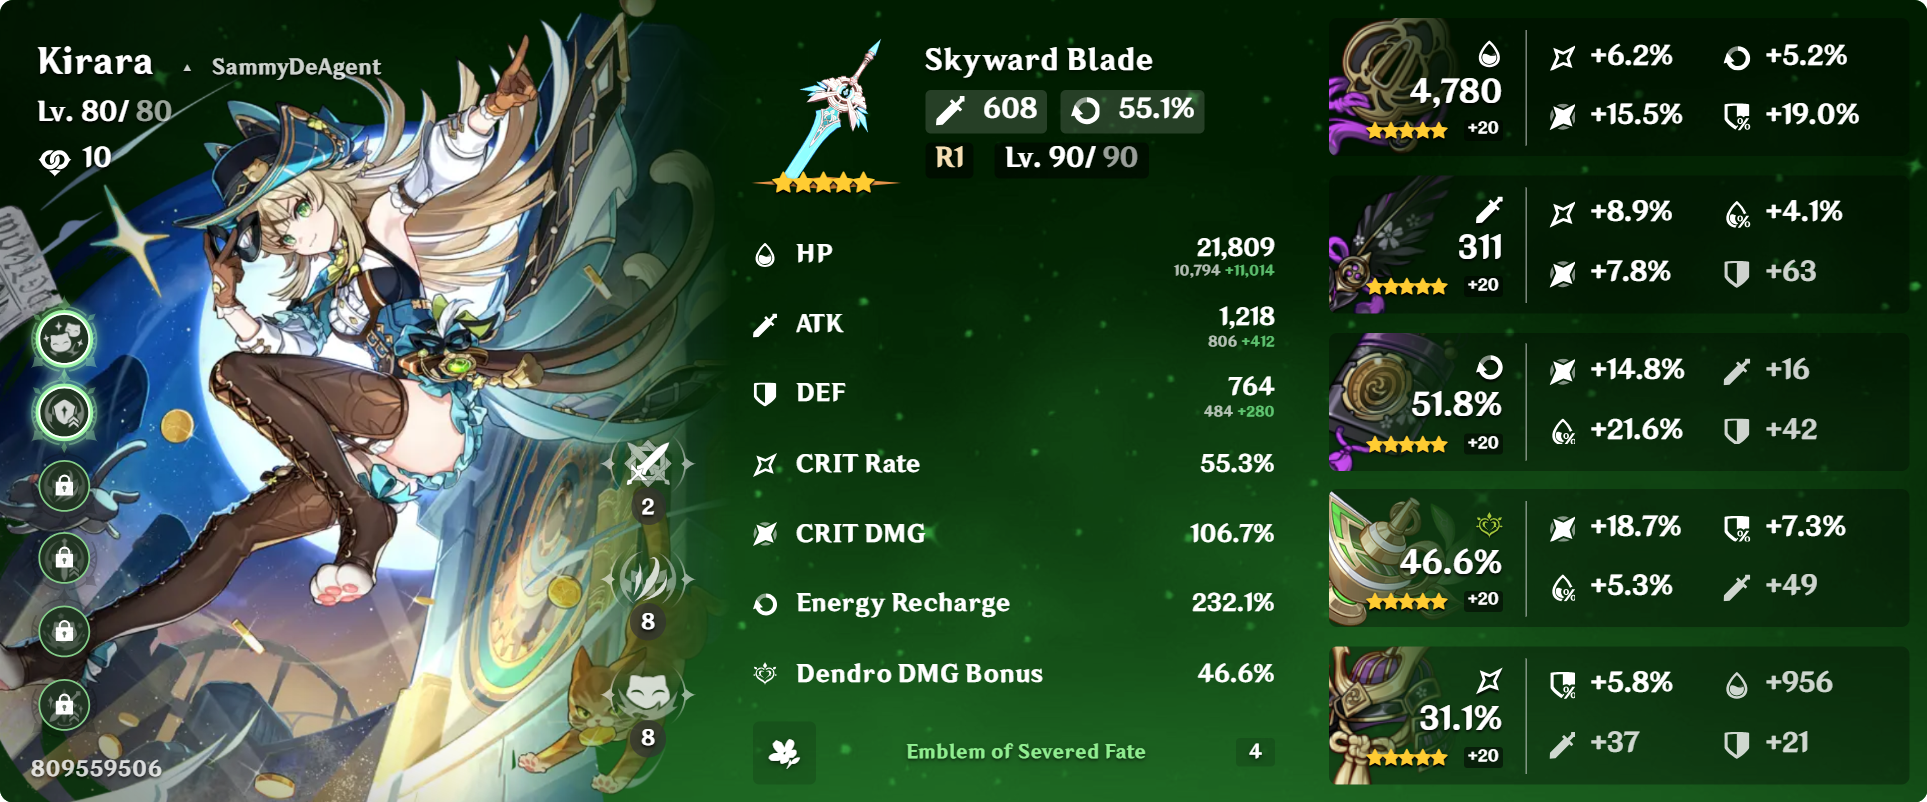 Kirara ▲ SammyDeAgent
Lv. 80/ 80
10
2
8
8
809559506
Skyward Blade
608 55.1%
R1 Lv. 90/ 90
HP 21,809
10,794 +11,014
ATK 1,218
806 +412
DEF 764
484 +280
CRIT Rate 55.3%
CRIT DMG 106.7%
Energy Recharge 232.1%
Dendro DMG Bonus 46.6%
Emblem of Severed Fate 4
4,780
+20
+6.2% +5.2%
+15.5% +19.0%
311
+20
+8.9% +4.1%
+7.8% +63
51.8%
+20
+14.8% +16
+21.6% +42
46.6%
+20
+18.7% +7.3%
+5.3% +49
31.1%
+20
+5.8% +956
+37 +21